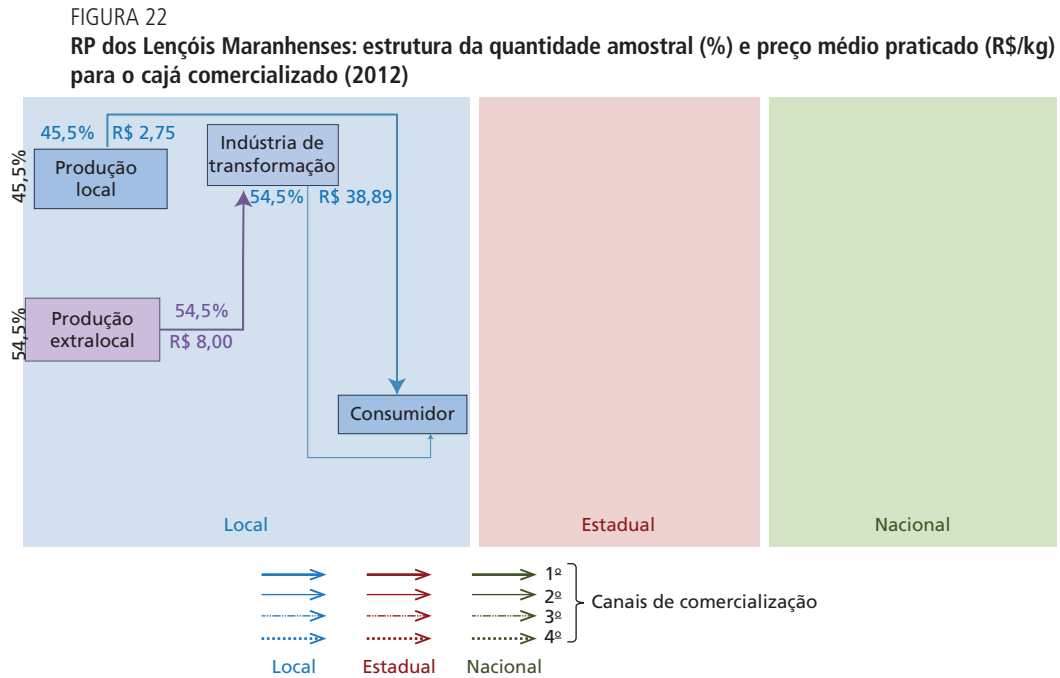 FIGURA 22
RP dos Lençóis Maranhenses: estrutura da quantidade amostral (%) e preço médio praticado (R$/kg)
para o cajá comercializado (2012)
45,5% R$ 2,75
45,5%
Produção
local
Indústria de
transformação
54,5% R$ 38,89
54,5%
Produção
extralocal
54,5%
R$ 8,00
Consumidor
Local
Estadual
Nacional
1º
2º
3º
4º
Canais de comercialização
Local
Estadual
Nacional